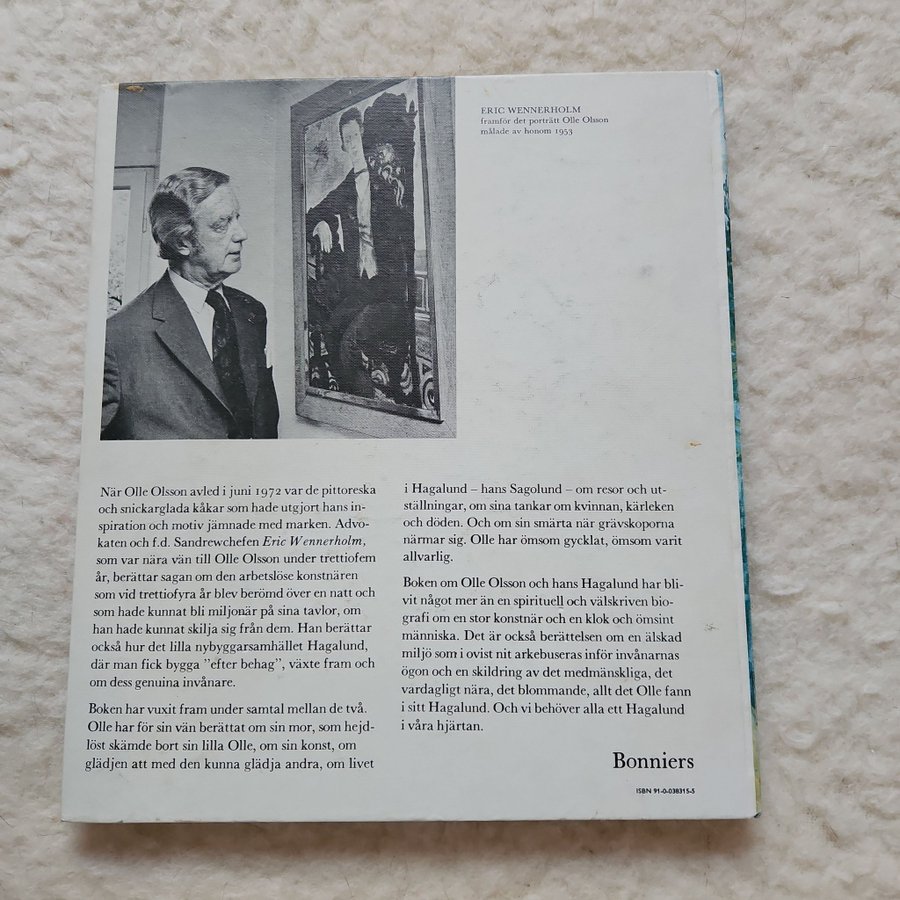 ERIC WENNERHOLM
framför det porträtt Olle Olsson
målade av honom 1953
När Olle Olsson avled i juni 1972 var de pittoreska
och snickarglada kåkar som hade utgjort hans in-
spiration och motiv jämnade med marken. Advo-
katen och f.d. Sandrewchefen Eric Wennerholm,
som var nära vän till Olle Olsson under trettiofem
år, berättar sagan om den arbetslöse konstnären
som vid trettiofyra år blev berömd över en natt och
som hade kunnat bli miljonär på sina tavlor, om
han hade kunnat skilja sig från dem. Han berättar
också hur det lilla nybyggarsamhället Hagalund,
där man fick bygga ”efter behag”, växte fram och
om dess genuina invånare.
Boken har vuxit fram under samtal mellan de två.
Olle har för sin vän berättat om sin mor, som hejd-
löst skämde bort sin lilla Olle, om sin konst, om
glädjen att med den kunna glädja andra, om livet
i Hagalund – hans Sagolund – om resor och ut-
ställningar, om sina tankar om kvinnan, kärleken
och döden. Och om sin smärta när grävskoporna
närmar sig. Olle har ömsom gycklat, ömsom varit
allvarlig.
Boken om Olle Olsson och hans Hagalund har bli-
vit något mer än en spirituell och välskriven bio-
grafi om en stor konstnär och en klok och ömsint
människa. Det är också berättelsen om en älskad
miljö som i ovist nit arkebuseras inför invånarnas
ögon och en skildring av det medmänskliga, det
vardagligt nära, det blommande, allt det Olle fann
i sitt Hagalund. Och vi behöver alla ett Hagalund
i våra hjärtan.
Bonniers
ISBN 91-0-038315-5